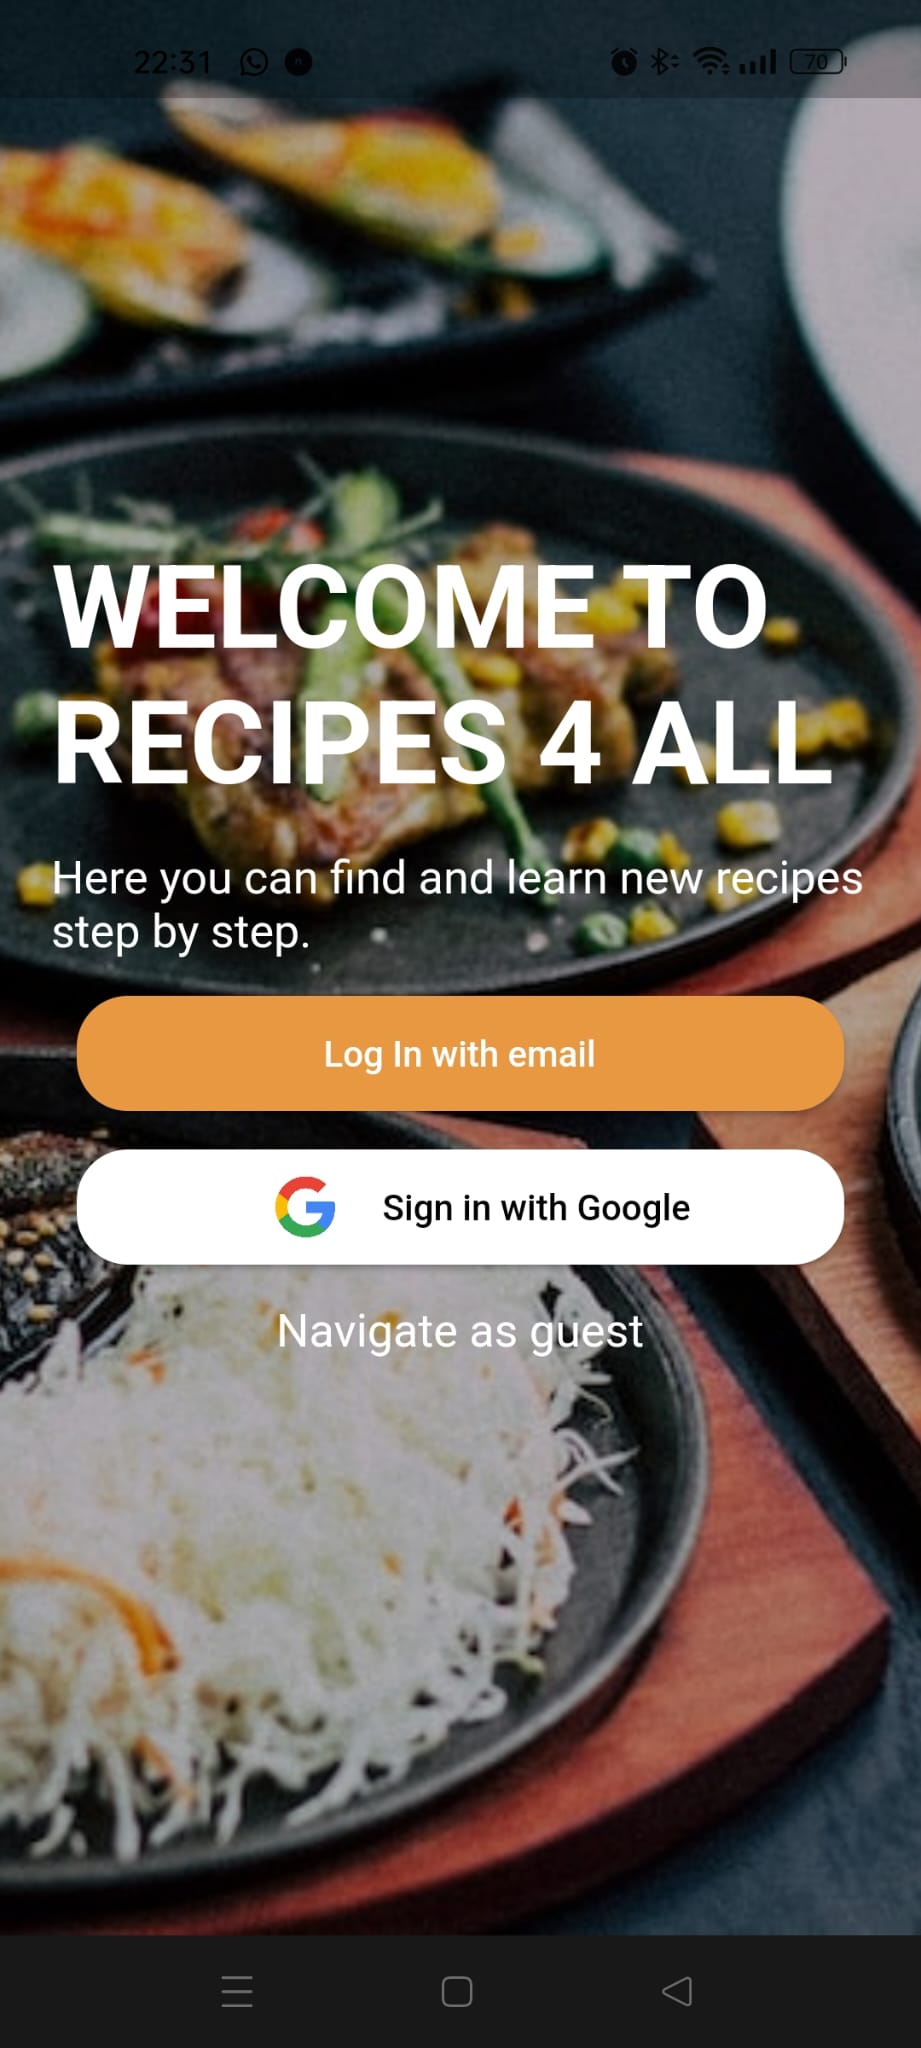 22:31
70
WELCOME TO
RECIPES 4 ALL
Here you can find and learn new recipes
step by step.
Log In with email
Sign in with Google
Navigate as guest